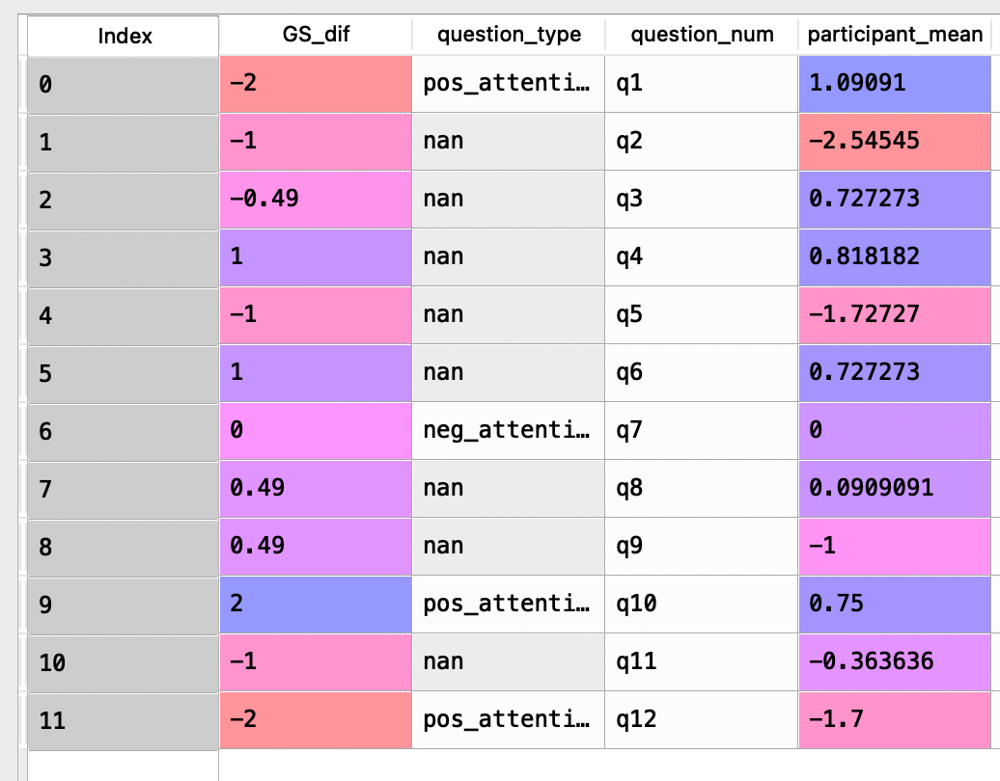 Index GS_dif question_type question_num participant_mean
0 -2 pos_attenti… q1 1.09091
1 -1 nan q2 -2.54545
2 -0.49 nan q3 0.727273
3 1 nan q4 0.818182
4 -1 nan q5 -1.72727
5 1 nan q6 0.727273
6 0 neg_attenti… q7 0
7 0.49 nan q8 0.0909091
8 0.49 nan q9 -1
9 2 pos_attenti… q10 0.75
10 -1 nan q11 -0.363636
11 -2 pos_attenti… q12 -1.7